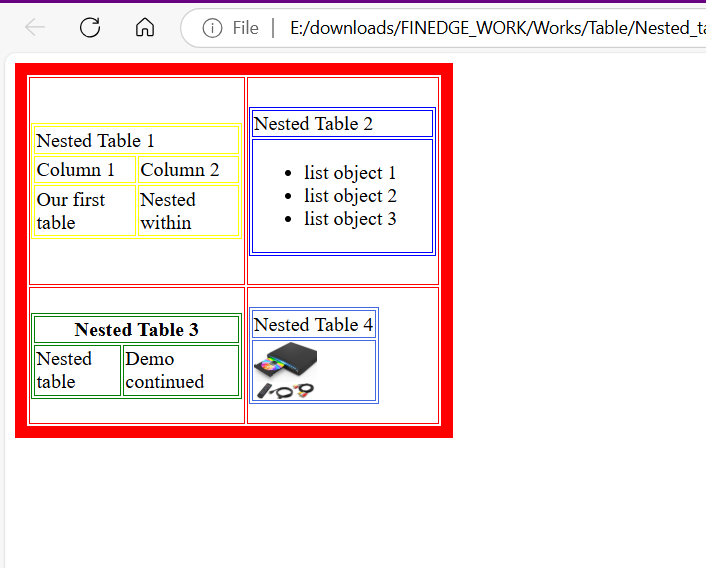 File | E:/downloads/FINEDGE_WORK/Works/Table/Nested_ta
Nested Table 1
Column 1 Column 2
Our first table Nested within
Nested Table 2
• list object 1
• list object 2
• list object 3
Nested Table 3
Nested table Demo continued
Nested Table 4